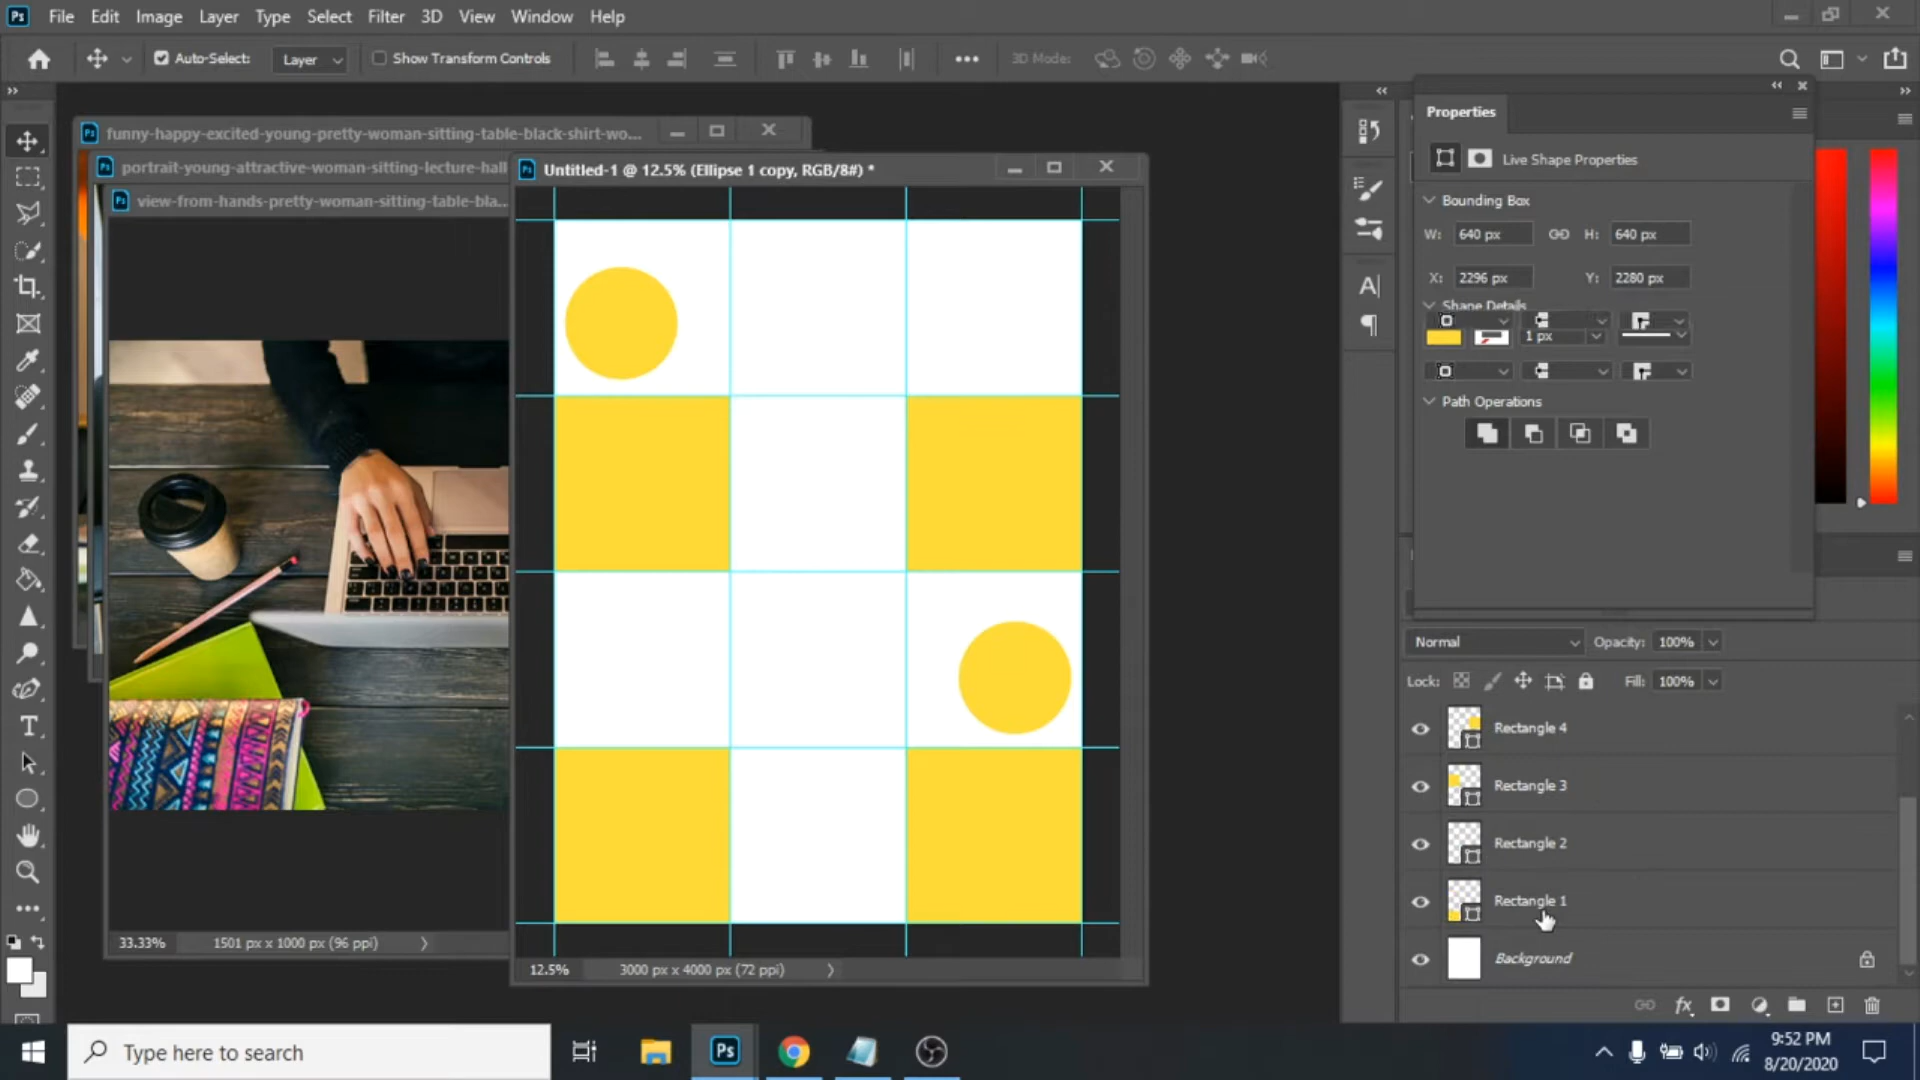 Ps File Edit Image Layer Type Select Filter 3D View Window Help
Auto-Select: Layer Show Transform Controls 3D Mode:
Ps funny-happy-excited-young-pretty-woman-sitting-table-black-shirt-wo...
Ps portrait-young-attractive-woman-sitting-lecture-hall
Ps view-from-hands-pretty-woman-sitting-table-bla...
Ps Untitled-1 @ 12.5% (Ellipse 1 copy, RGB/8#) *
33.33% 1501 px x 1000 px (96 ppi)
12.5% 3000 px x 4000 px (72 ppi)
Properties
Live Shape Properties
Bounding Box
W: 640 px H: 640 px
X: 2296 px Y: 2280 px
Shape Details
1 px
Path Operations
Normal Opacity: 100%
Lock: Fill: 100%
Rectangle 4
Rectangle 3
Rectangle 2
Rectangle 1
Background
fx
T
A
Type here to search
Ps
9:52 PM
8/20/2020